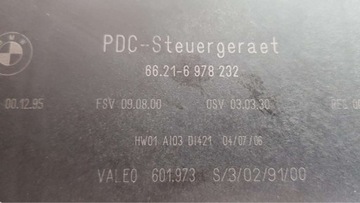 PDC-Steuergeraet
66.21-6 978 232
00.12.95 FSV 09.08.00 OSV 03.03.30
HW01 AI03 DI421 04/07/06
VALEO 601.973 S/3/02/91/00